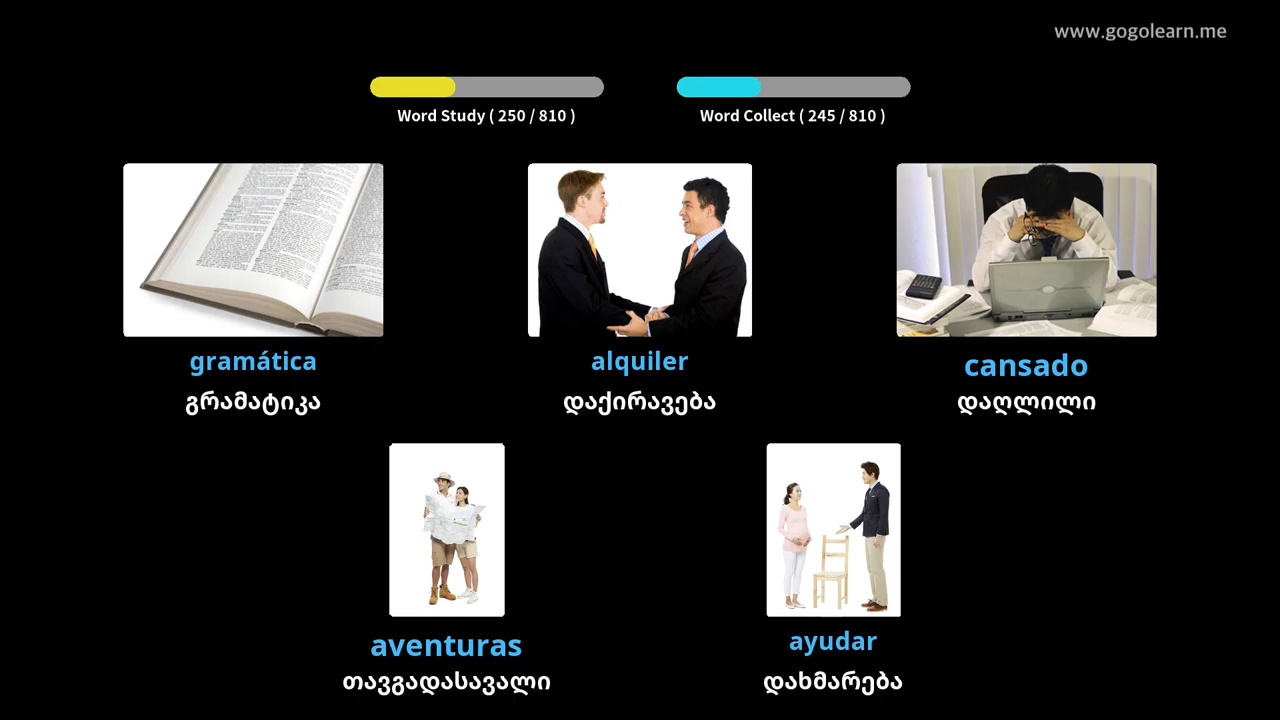 www.gogolearn.me
Word Study ( 250 / 810 )
Word Collect ( 245 / 810 )
gramática
alquiler
cansado
გრამატიკა
დაქირავება
დაღლილი
aventuras
ayudar
თავგადასავალი
დახმარება